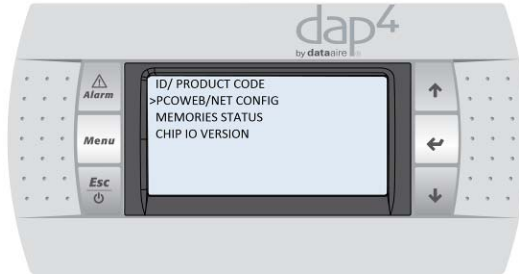 dap4
by dataaire
Alarm
Menu
Esc
ID/ PRODUCT CODE
>PCOWEB/NET CONFIG
MEMORIES STATUS
CHIP IO VERSION